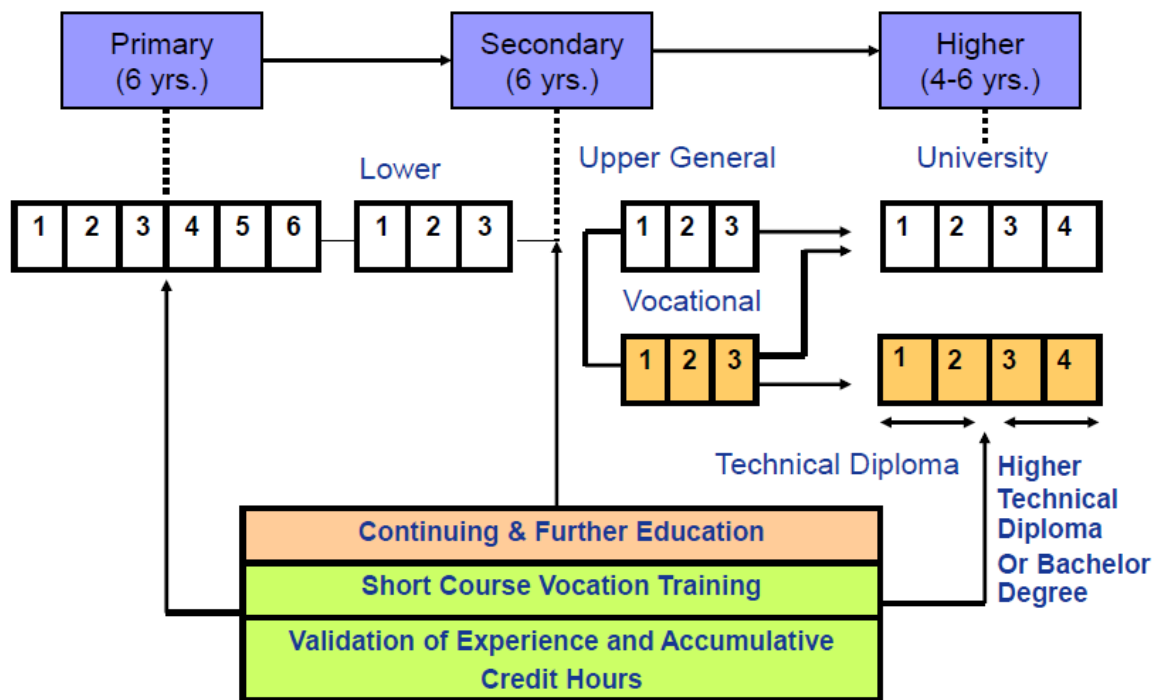 Primary
(6 yrs.)
Secondary
(6 yrs.)
Higher
(4-6 yrs.)
Lower
Upper General
University
1 2 3 4 5 6
1 2 3
1 2 3
1 2 3 4
Vocational
1 2 3
1 2 3 4
Technical Diploma
Higher
Technical
Diploma
Or Bachelor
Degree
Continuing & Further Education
Short Course Vocation Training
Validation of Experience and Accumulative
Credit Hours